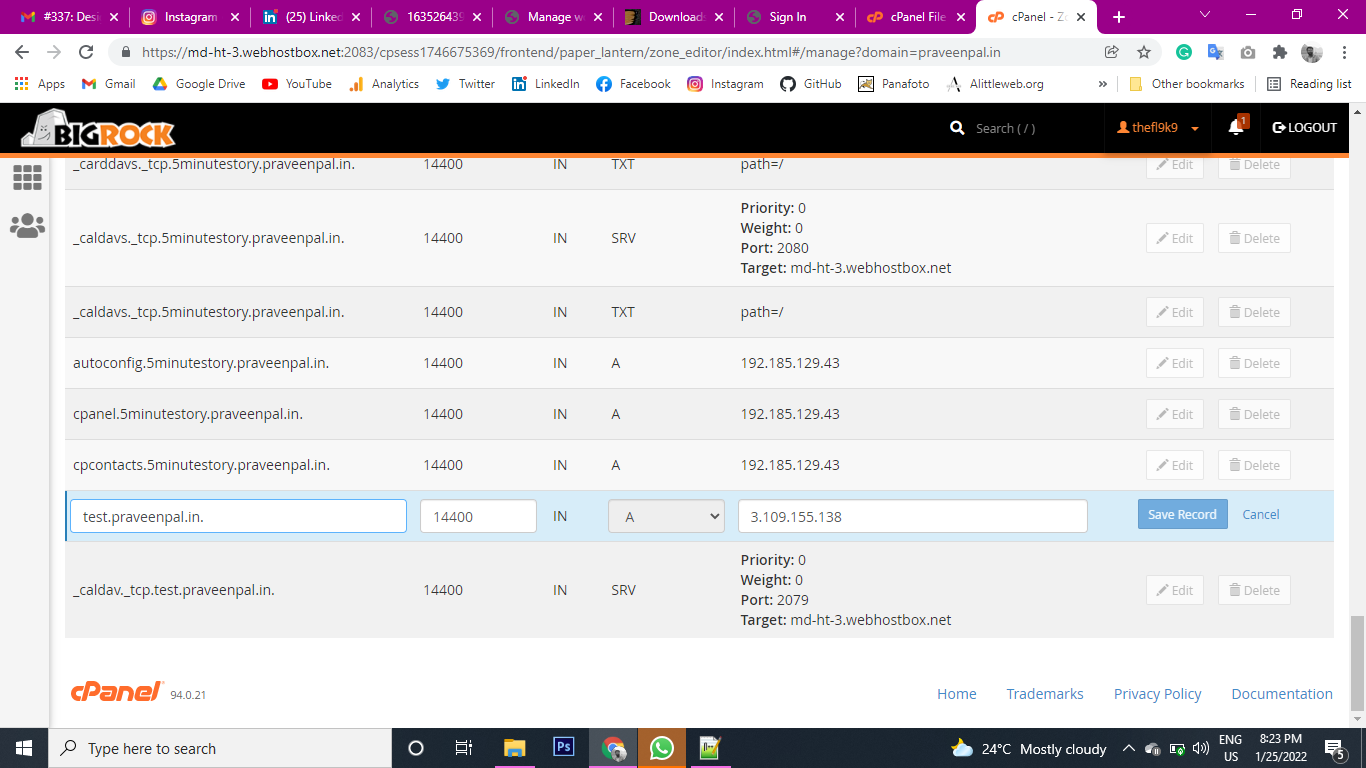 #337: Desi
Instagram
(25) Linked
163526439
Manage w
Download
Sign In
cPanel File
cPanel - Zo
https://md-ht-3.webhostbox.net:2083/cpsess1746675369/frontend/paper_lantern/zone_editor/index.html#/manage?domain=praveenpal.in
Apps Gmail Google Drive YouTube Analytics Twitter LinkedIn Facebook Instagram GitHub Panafoto Alittleweb.org » Other bookmarks Reading list
BIGROCK Search ( / ) thefl9k9 1 LOGOUT
_carddavs._tcp.5minutestory.praveenpal.in. 14400 IN TXT path=/ Edit Delete
Priority: 0
Weight: 0
_caldavs._tcp.5minutestory.praveenpal.in. 14400 IN SRV Edit Delete
Port: 2080
Target: md-ht-3.webhostbox.net
_caldavs._tcp.5minutestory.praveenpal.in. 14400 IN TXT path=/ Edit Delete
autoconfig.5minutestory.praveenpal.in. 14400 IN A 192.185.129.43 Edit Delete
cpanel.5minutestory.praveenpal.in. 14400 IN A 192.185.129.43 Edit Delete
cpcontacts.5minutestory.praveenpal.in. 14400 IN A 192.185.129.43 Edit Delete
test.praveenpal.in. 14400 IN A 3.109.155.138 Save Record Cancel
Priority: 0
Weight: 0
_caldav._tcp.test.praveenpal.in. 14400 IN SRV Edit Delete
Port: 2079
Target: md-ht-3.webhostbox.net
cPanel 94.0.21 Home Trademarks Privacy Policy Documentation
Type here to search Ps 24°C Mostly cloudy ENG US 8:23 PM 1/25/2022 5